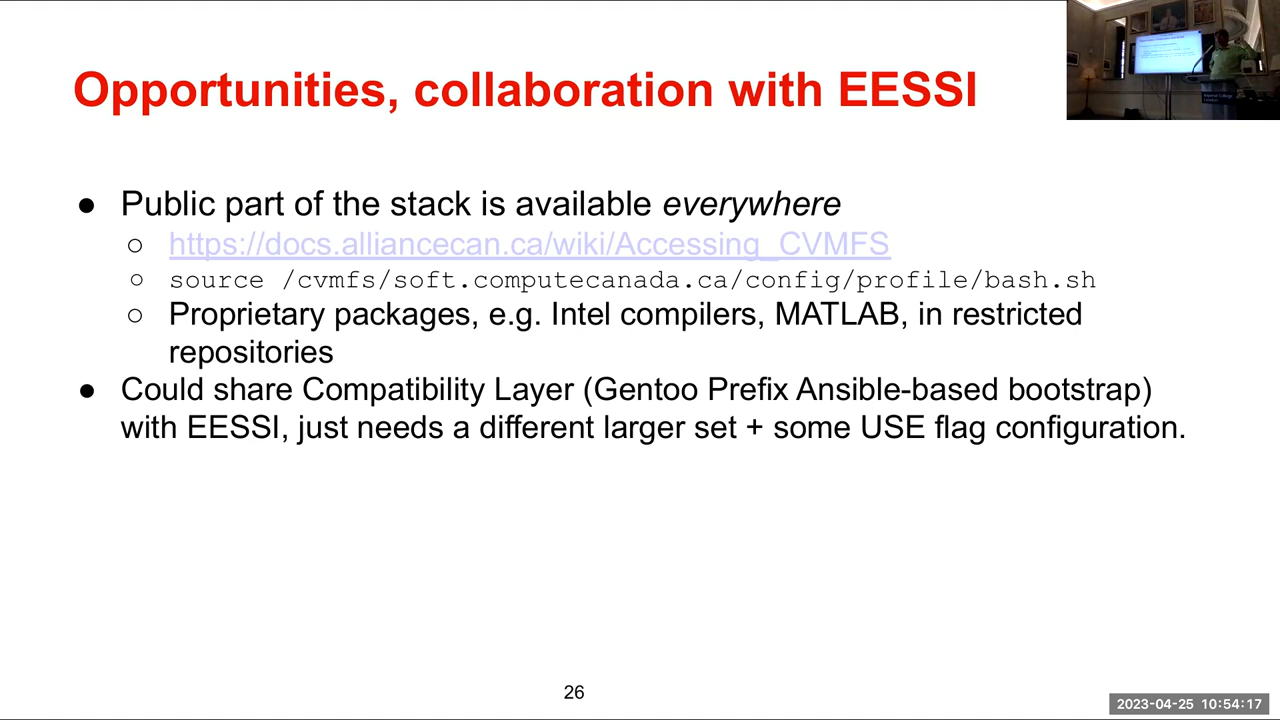 Opportunities, collaboration with EESSI
● Public part of the stack is available everywhere
○ https://docs.alliancecan.ca/wiki/Accessing_CVMFS
○ source /cvmfs/soft.computecanada.ca/config/profile/bash.sh
○ Proprietary packages, e.g. Intel compilers, MATLAB, in restricted
repositories
● Could share Compatibility Layer (Gentoo Prefix Ansible-based bootstrap)
with EESSI, just needs a different larger set + some USE flag configuration.
26
Imperial College
London
2023-04-25 10:54:17